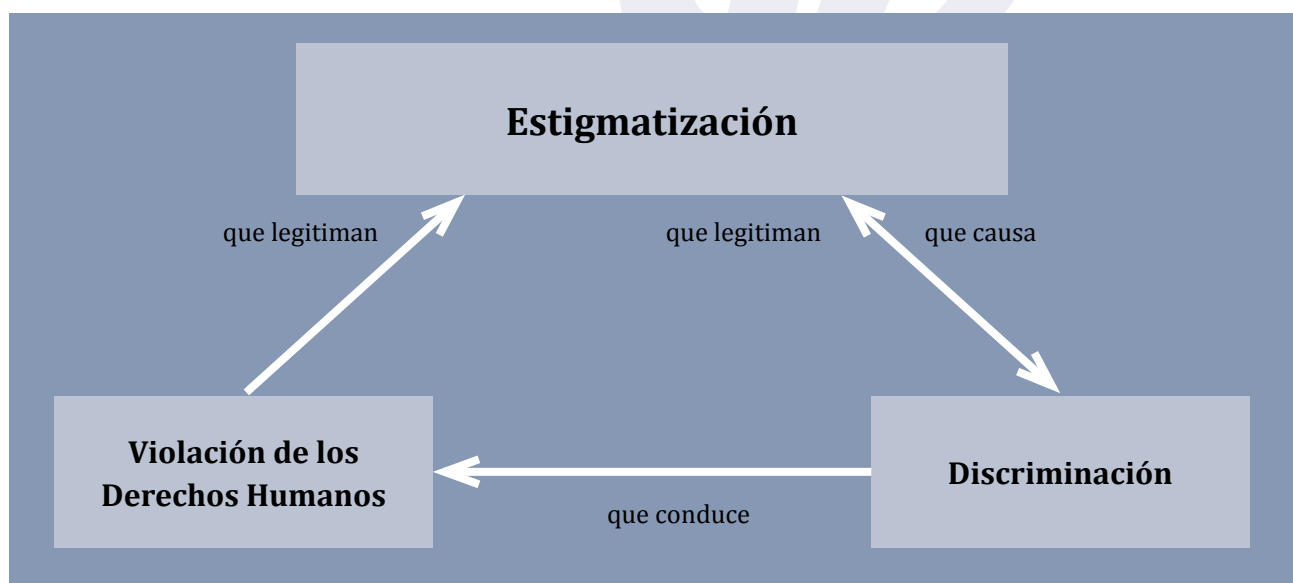 Estigmatización
que legitiman
que legitiman
que causa
Violación de los
Derechos Humanos
Discriminación
que conduce